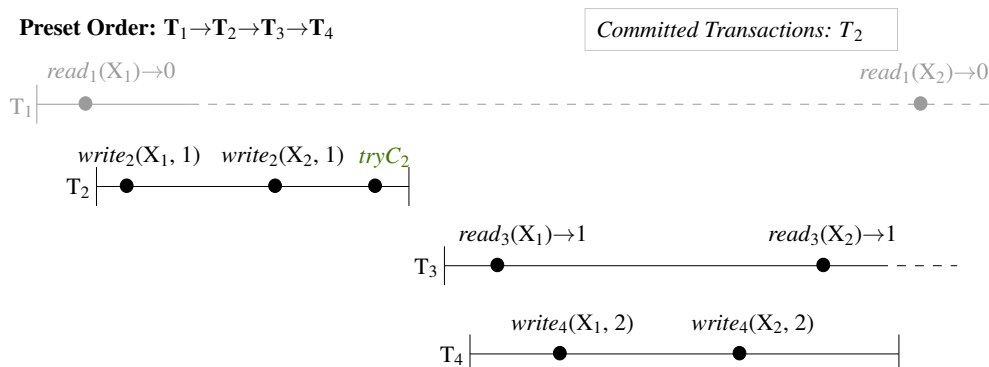 Preset Order: T₁→T₂→T₃→T₄
Committed Transactions: T₂
read₁(X₁)→0
read₁(X₂)→0
T₁
write₂(X₁, 1)
write₂(X₂, 1)
tryC₂
T₂
read₃(X₁)→1
read₃(X₂)→1
T₃
write₄(X₁, 2)
write₄(X₂, 2)
T₄